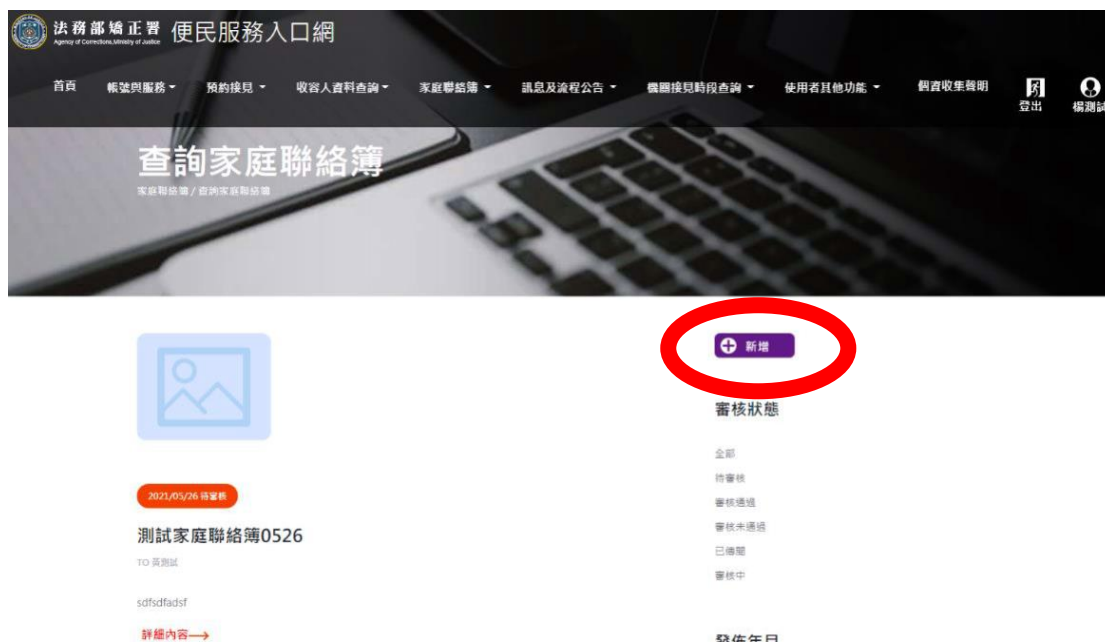 法務部矯正署 便民服務入口網
Agency of Corrections, Ministry of Justice
首頁 帳號與服務 預約接見 收容人資料查詢 家庭聯絡簿 訊息及流程公告 機關接見時段查詢 使用者其他功能 個資收集聲明 登出 楊測試
查詢家庭聯絡簿
家庭聯絡簿 / 查詢家庭聯絡簿
新增
審核狀態
全部
待審核
審核通過
審核未通過
已傳閱
審核中
2021/05/26 待審核
測試家庭聯絡簿0526
TO 黃測試
sdfsdfadsf
詳細內容
發佈年月